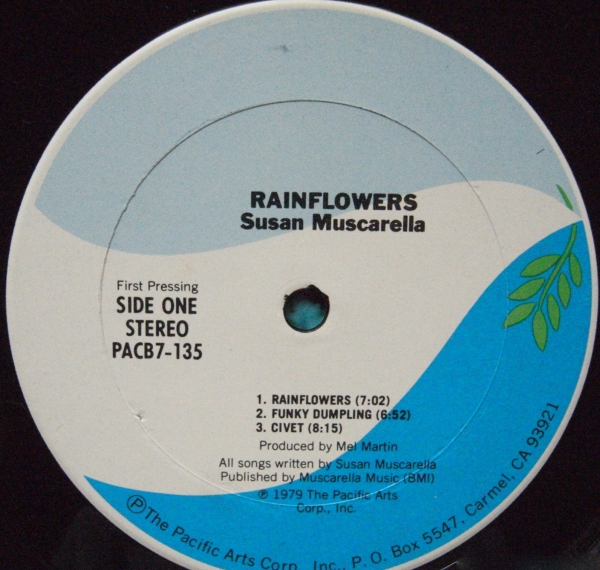 RAINFLOWERS
Susan Muscarella
First Pressing
SIDE ONE
STEREO
PACB7-135
1. RAINFLOWERS (7:02)
2. FUNKY DUMPLING (6:52)
3. CIVET (8:15)
Produced by Mel Martin
All songs written by Susan Muscarella
Published by Muscarella Music (BMI)
℗ 1979 The Pacific Arts
Corp., Inc.
℗ The Pacific Arts Corp., Inc., P. O. Box 5547, Carmel, CA 93921